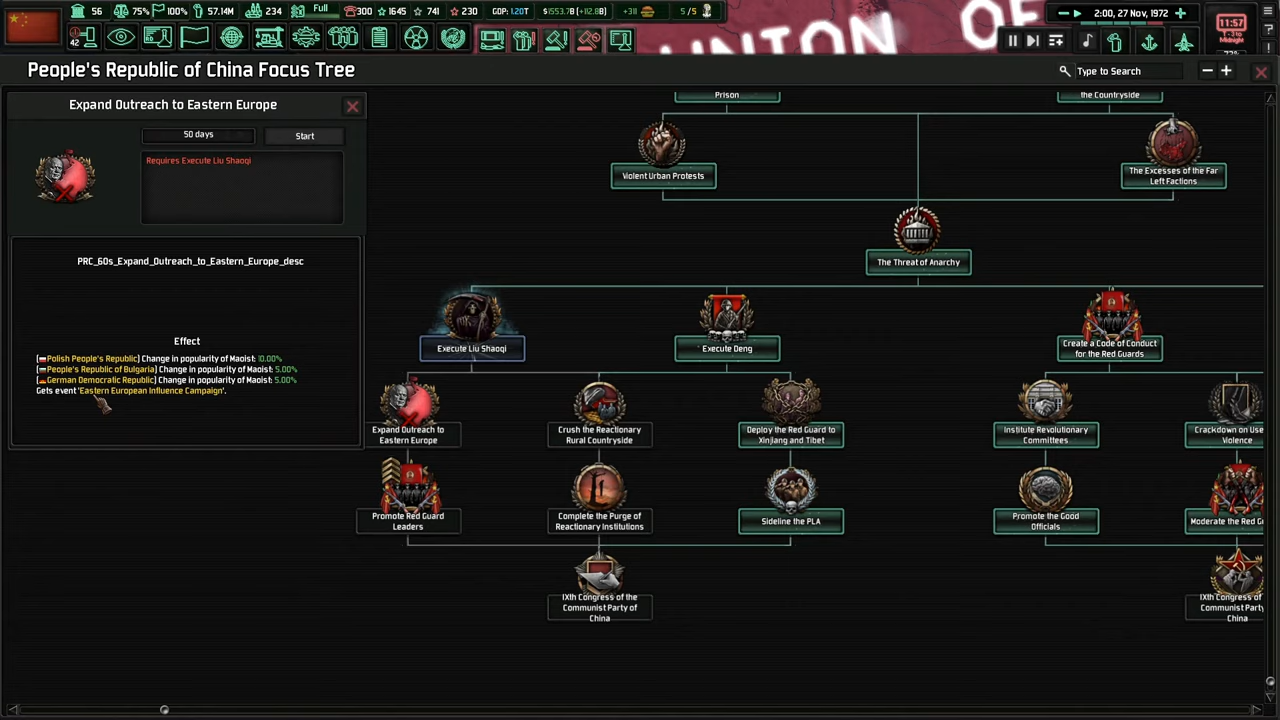 56 75% 100% 57.14M 234 Full 300 1645 741 230 GDP: 1.20T $1553.7B (+112.8B) +311 5/5
2:00, 27 Nov, 1972
11:57
T-3 to
Midnight
42
UNION OF
People's Republic of China Focus Tree
Type to Search
Expand Outreach to Eastern Europe
50 days
Start
Requires Execute Liu Shaoqi
PRC_60s_Expand_Outreach_to_Eastern_Europe_desc
Effect
[Polish People's Republic] Change in popularity of Maoist: 10.00%
[People's Republic of Bulgaria] Change in popularity of Maoist: 5.00%
[German Democratic Republic] Change in popularity of Maoist: 5.00%
Gets event 'Eastern European Influence Campaign'.
Prison
the Countryside
Violent Urban Protests
The Excesses of the Far
Left Factions
The Threat of Anarchy
Execute Liu Shaoqi
Execute Deng
Create a Code of Conduct
for the Red Guards
Expand Outreach to
Eastern Europe
Crush the Reactionary
Rural Countryside
Deploy the Red Guard to
Xinjiang and Tibet
Institute Revolutionary
Committees
Crackdown on Use
Violence
Promote Red Guard
Leaders
Complete the Purge of
Reactionary Institutions
Sideline the PLA
Promote the Good
Officials
Moderate the Red G
IXth Congress of the
Communist Party of
China
IXth Congress of
Communist Party
China